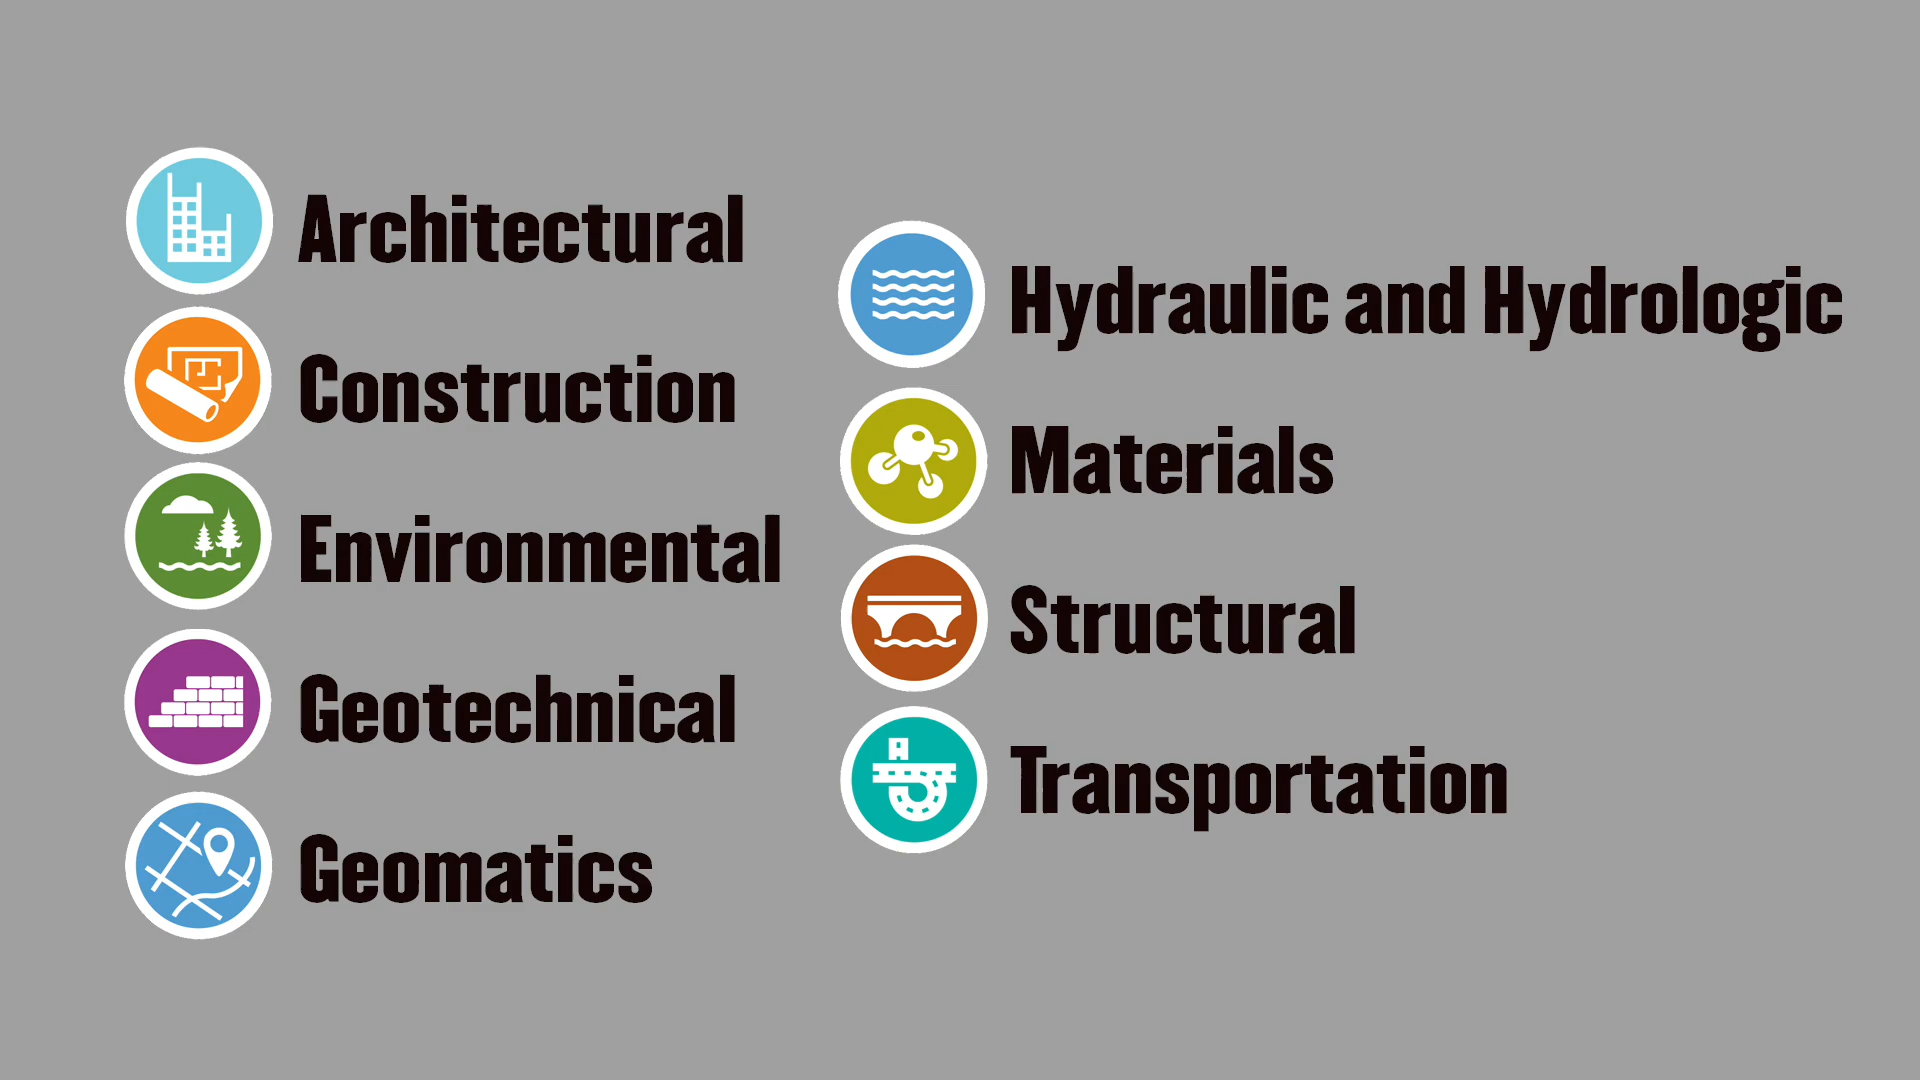 Architectural
Construction
Environmental
Geotechnical
Geomatics
Hydraulic and Hydrologic
Materials
Structural
Transportation